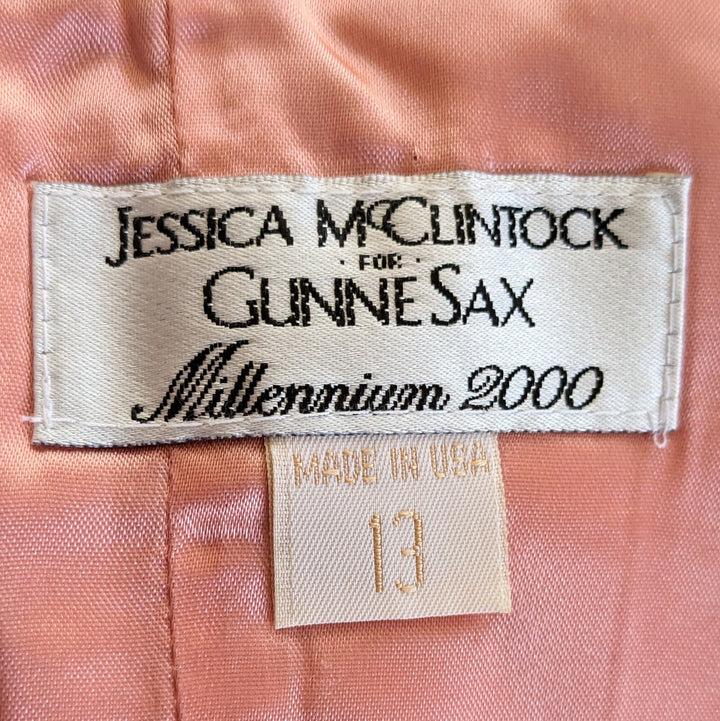 JESSICA McCLINTOCK
· FOR ·
GUNNE SAX
Millennium 2000
MADE IN USA
13